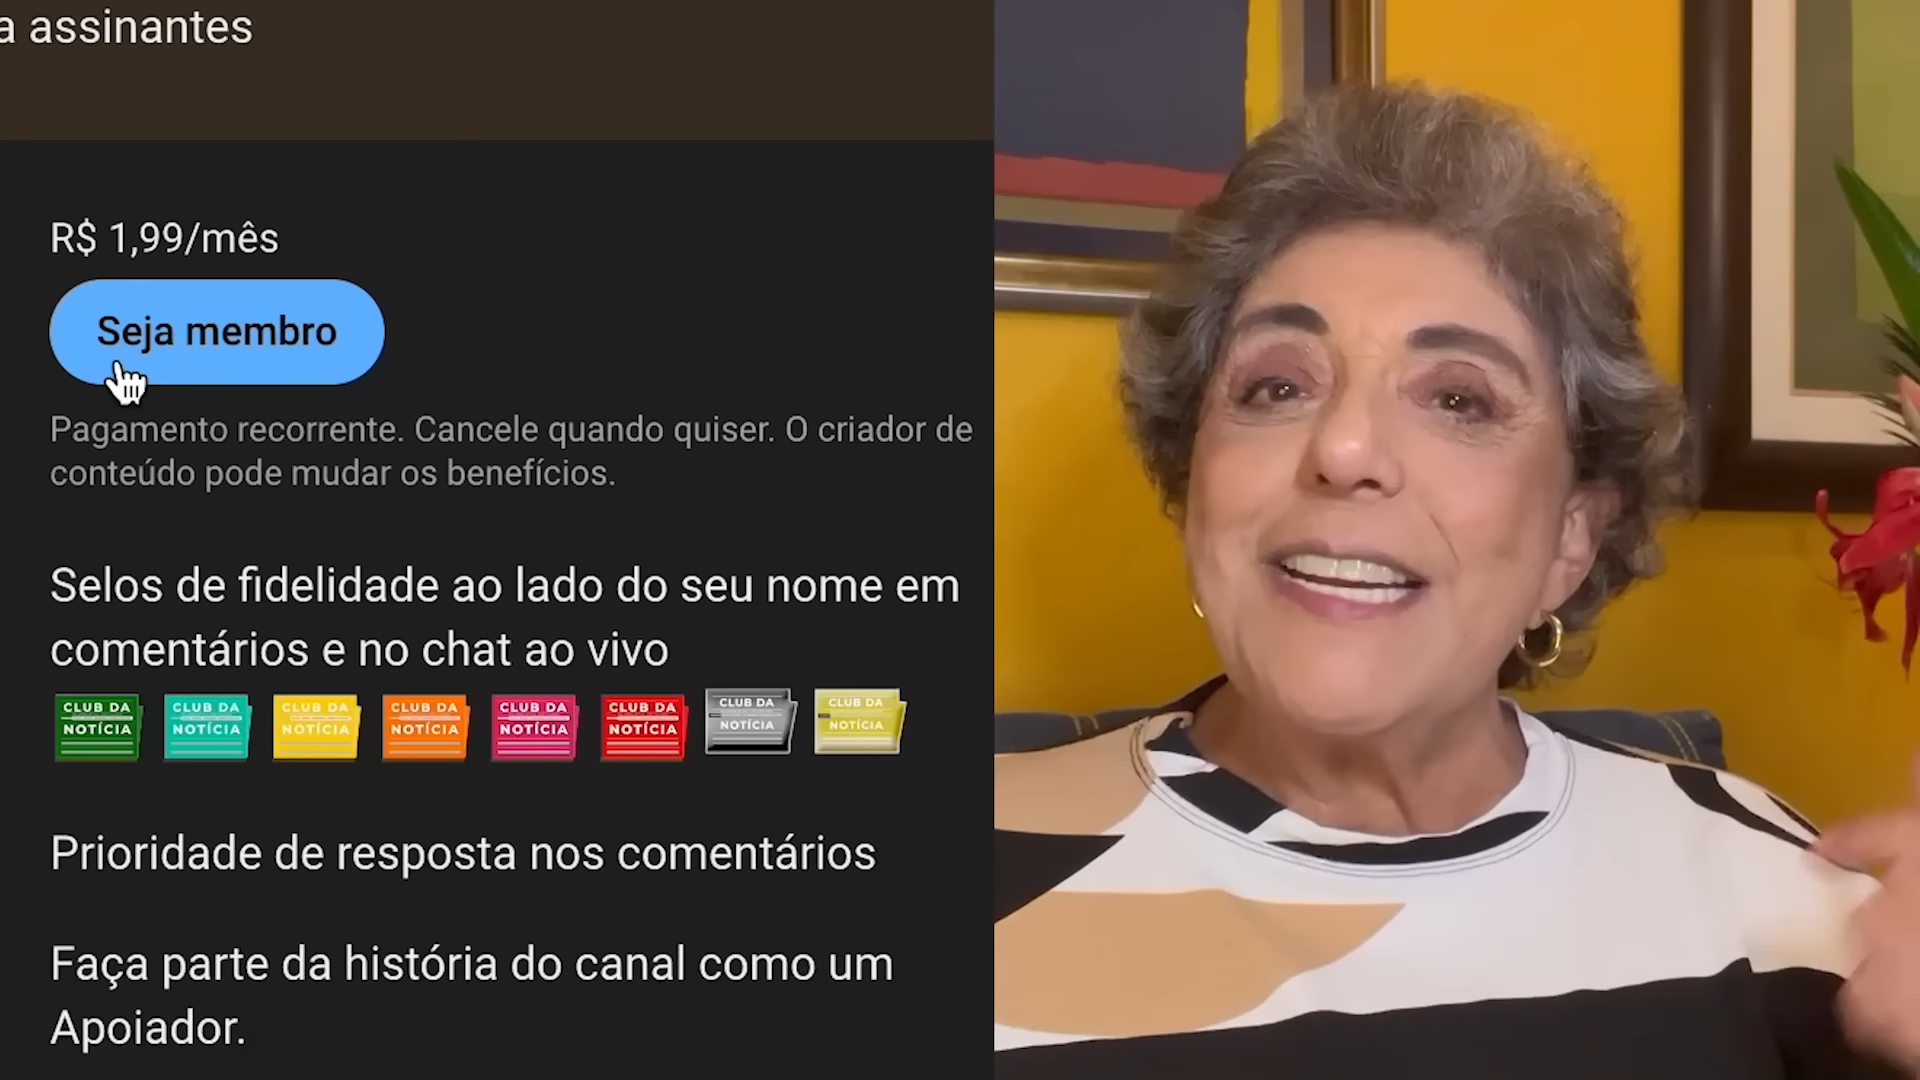 a assinantes
R$ 1,99/mês
Seja membro
Pagamento recorrente. Cancele quando quiser. O criador de
conteúdo pode mudar os benefícios.
Selos de fidelidade ao lado do seu nome em
comentários e no chat ao vivo
CLUB DA NOTÍCIA CLUB DA NOTÍCIA CLUB DA NOTÍCIA CLUB DA NOTÍCIA CLUB DA NOTÍCIA CLUB DA NOTÍCIA CLUB DA NOTÍCIA CLUB DA NOTÍCIA
Prioridade de resposta nos comentários
Faça parte da história do canal como um
Apoiador.